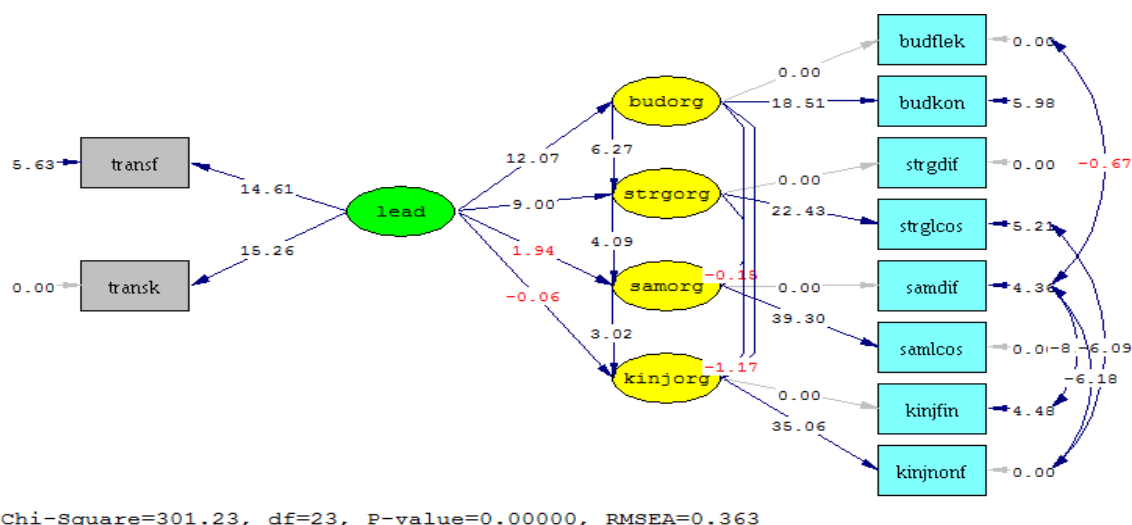 budflek
0.00
0.00
budorg
18.51
budkon
5.98
5.63
transf
12.07
6.27
strgdif
0.00
-0.67
14.61
0.00
lead
9.00
strgorg
22.43
strglcos
5.21
15.26
1.94
4.09
-0.15
0.00
transk
-0.06
samorg
0.00
samdif
4.36
39.30
3.02
samlcos
-6.09
kinjorg
-1.17
-6.18
0.00
kinjfin
4.48
35.06
kinjnonf
0.00
Chi-Square=301.23, df=23, P-value=0.00000, RMSEA=0.363